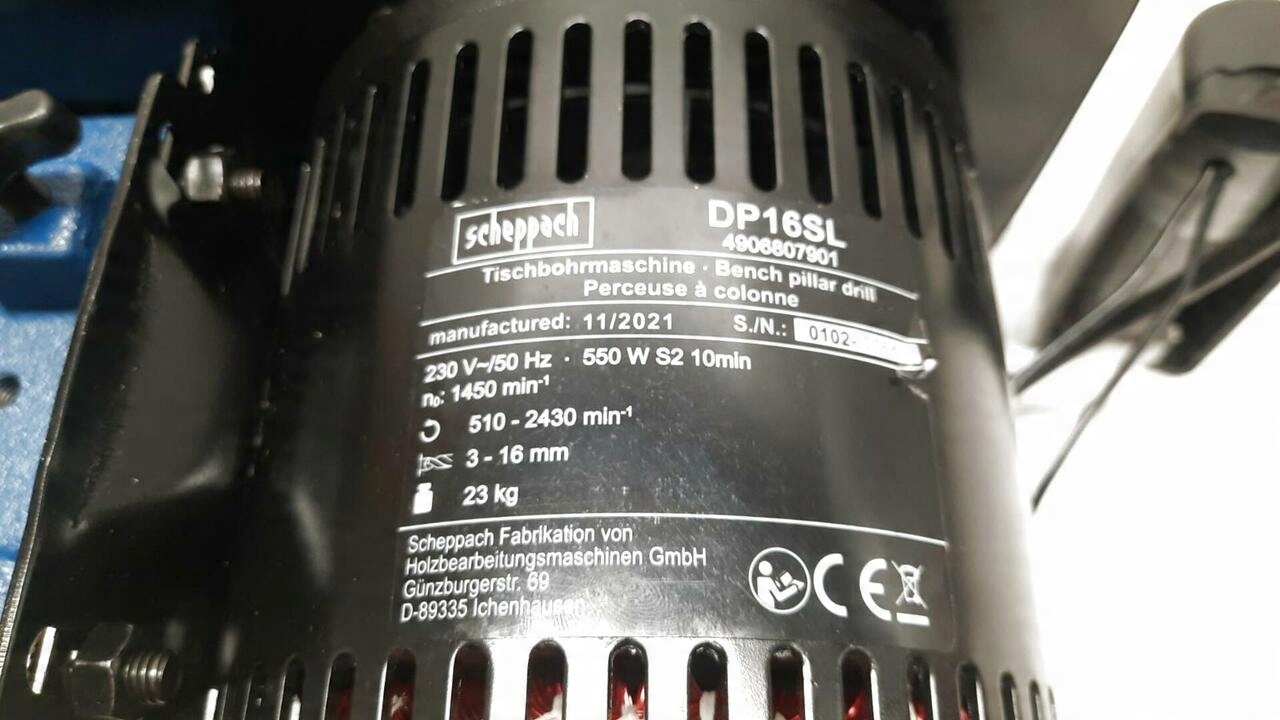 scheppach
DP16SL
4906807901
Tischbohrmaschine · Bench pillar drill
Perceuse à colonne
manufactured: 11/2021 S./N.: 0102-
230 V~/50 Hz · 550 W S2 10min
n₀: 1450 min⁻¹
510 - 2430 min⁻¹
3 - 16 mm
23 kg
Scheppach Fabrikation von
Holzbearbeitungsmaschinen GmbH
Günzburgerstr. 69
D-89335 Ichenhausen
CE